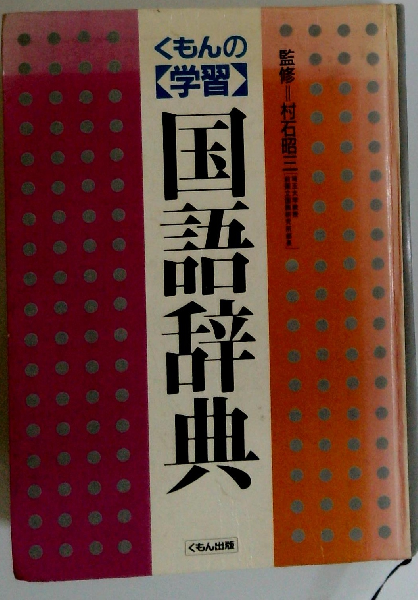 くもんの
【学習】
国語辞典
監修=村石昭三
くもん出版